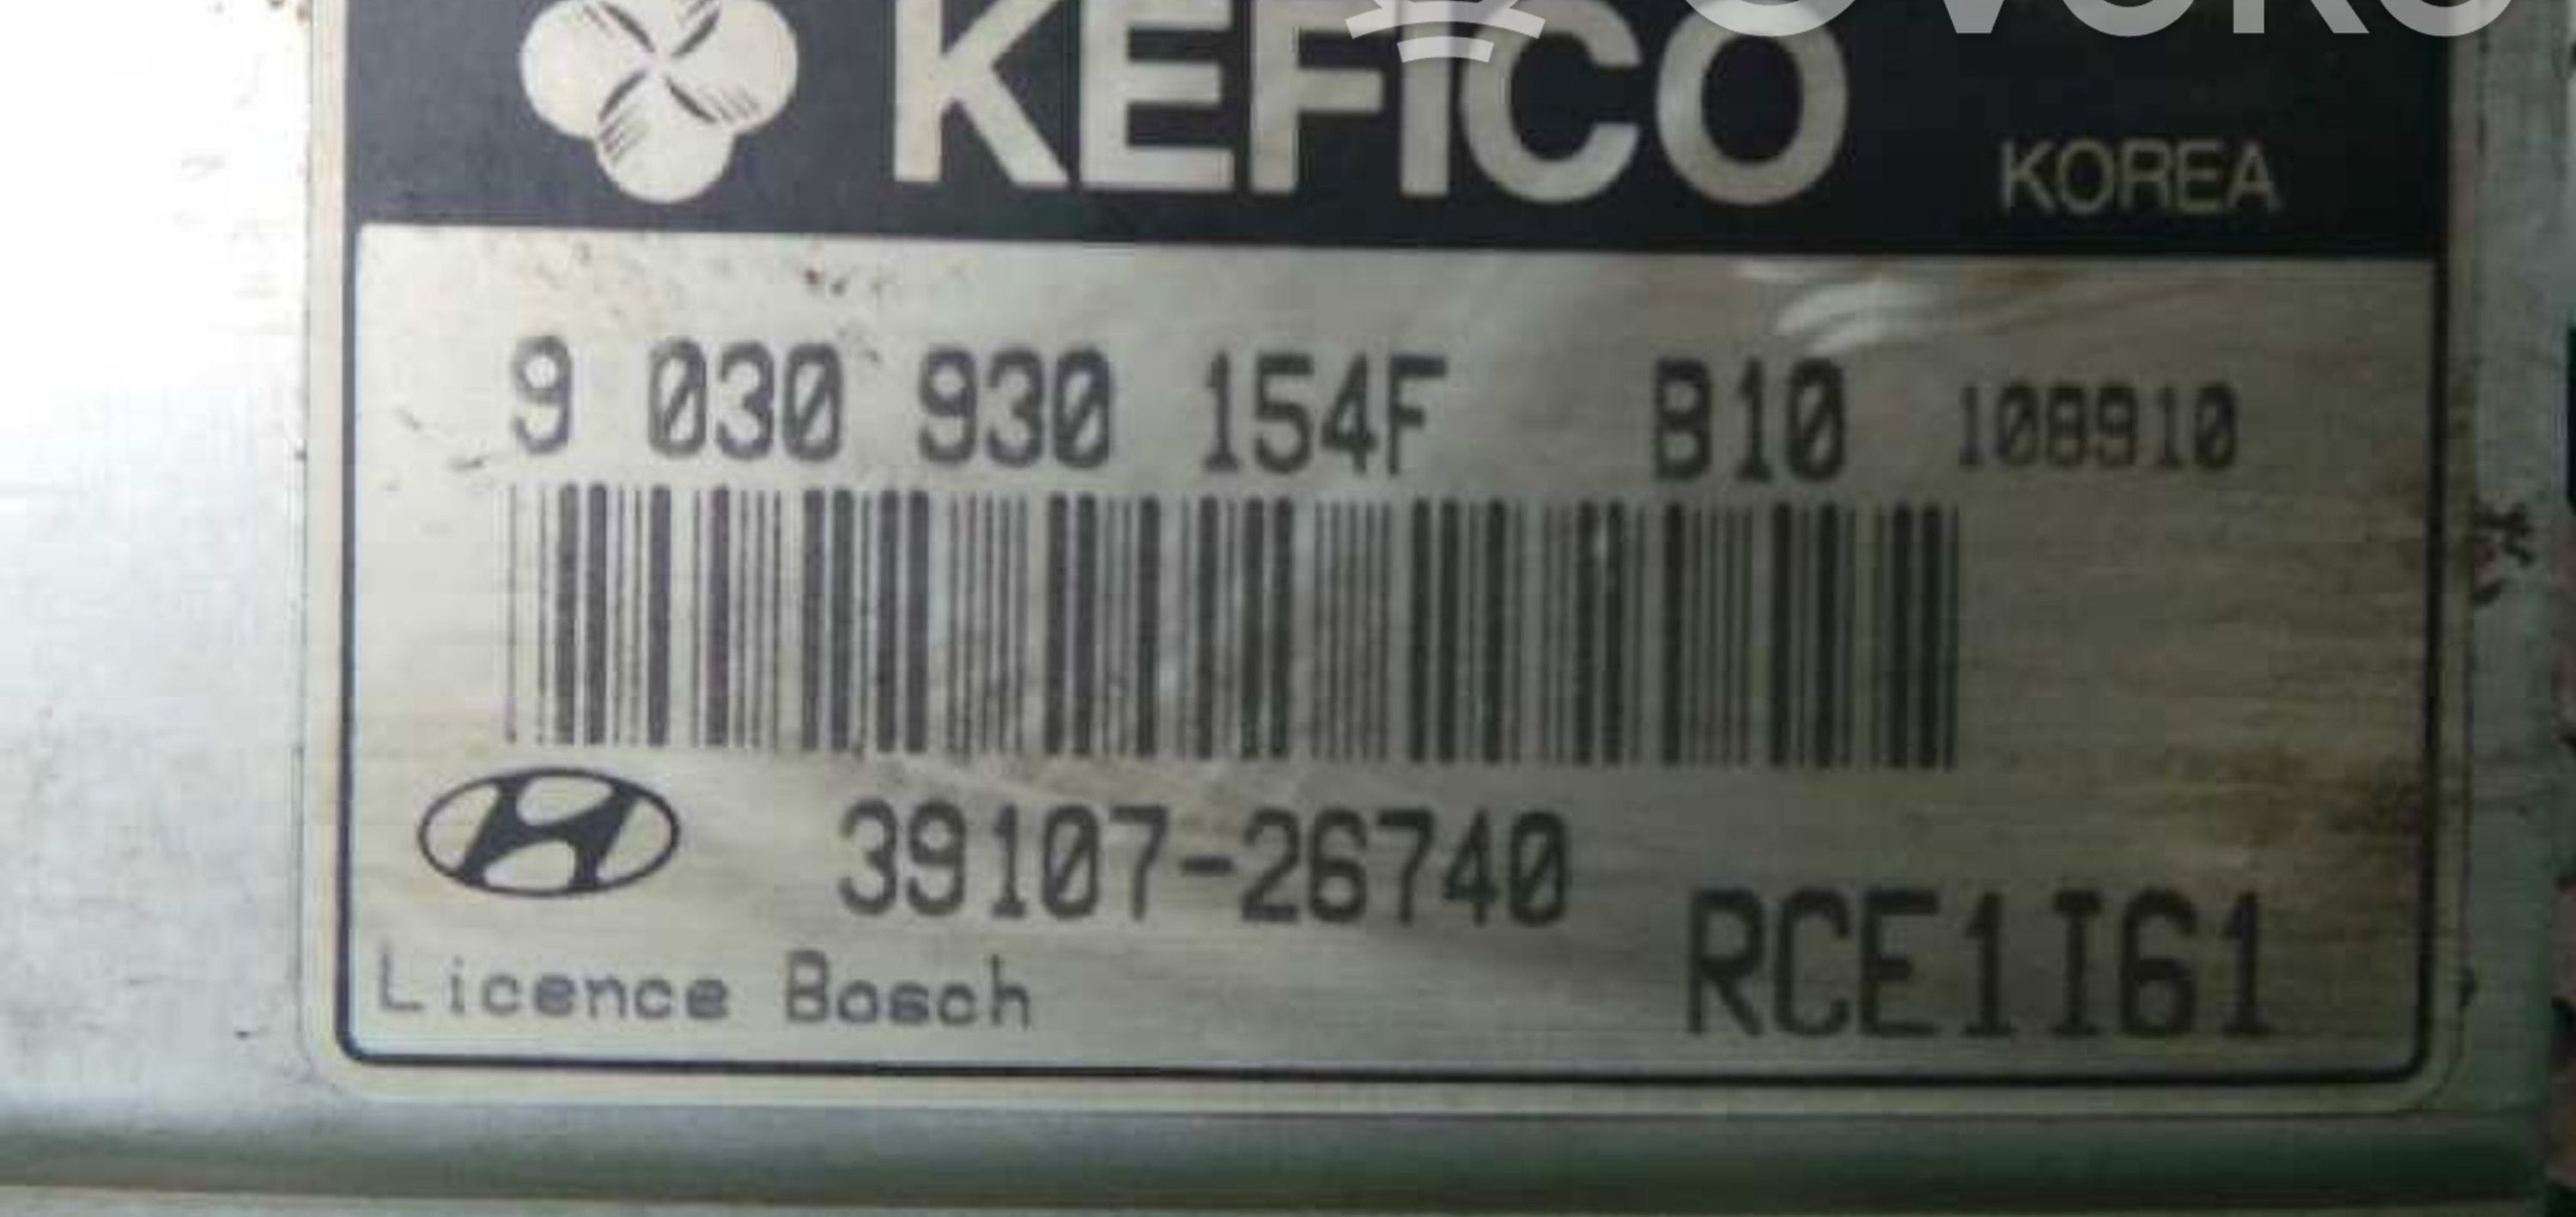 KEFICO KOREA
9 030 930 154F B10 108910
39107-26740
RCE1I61
Licence Bosch